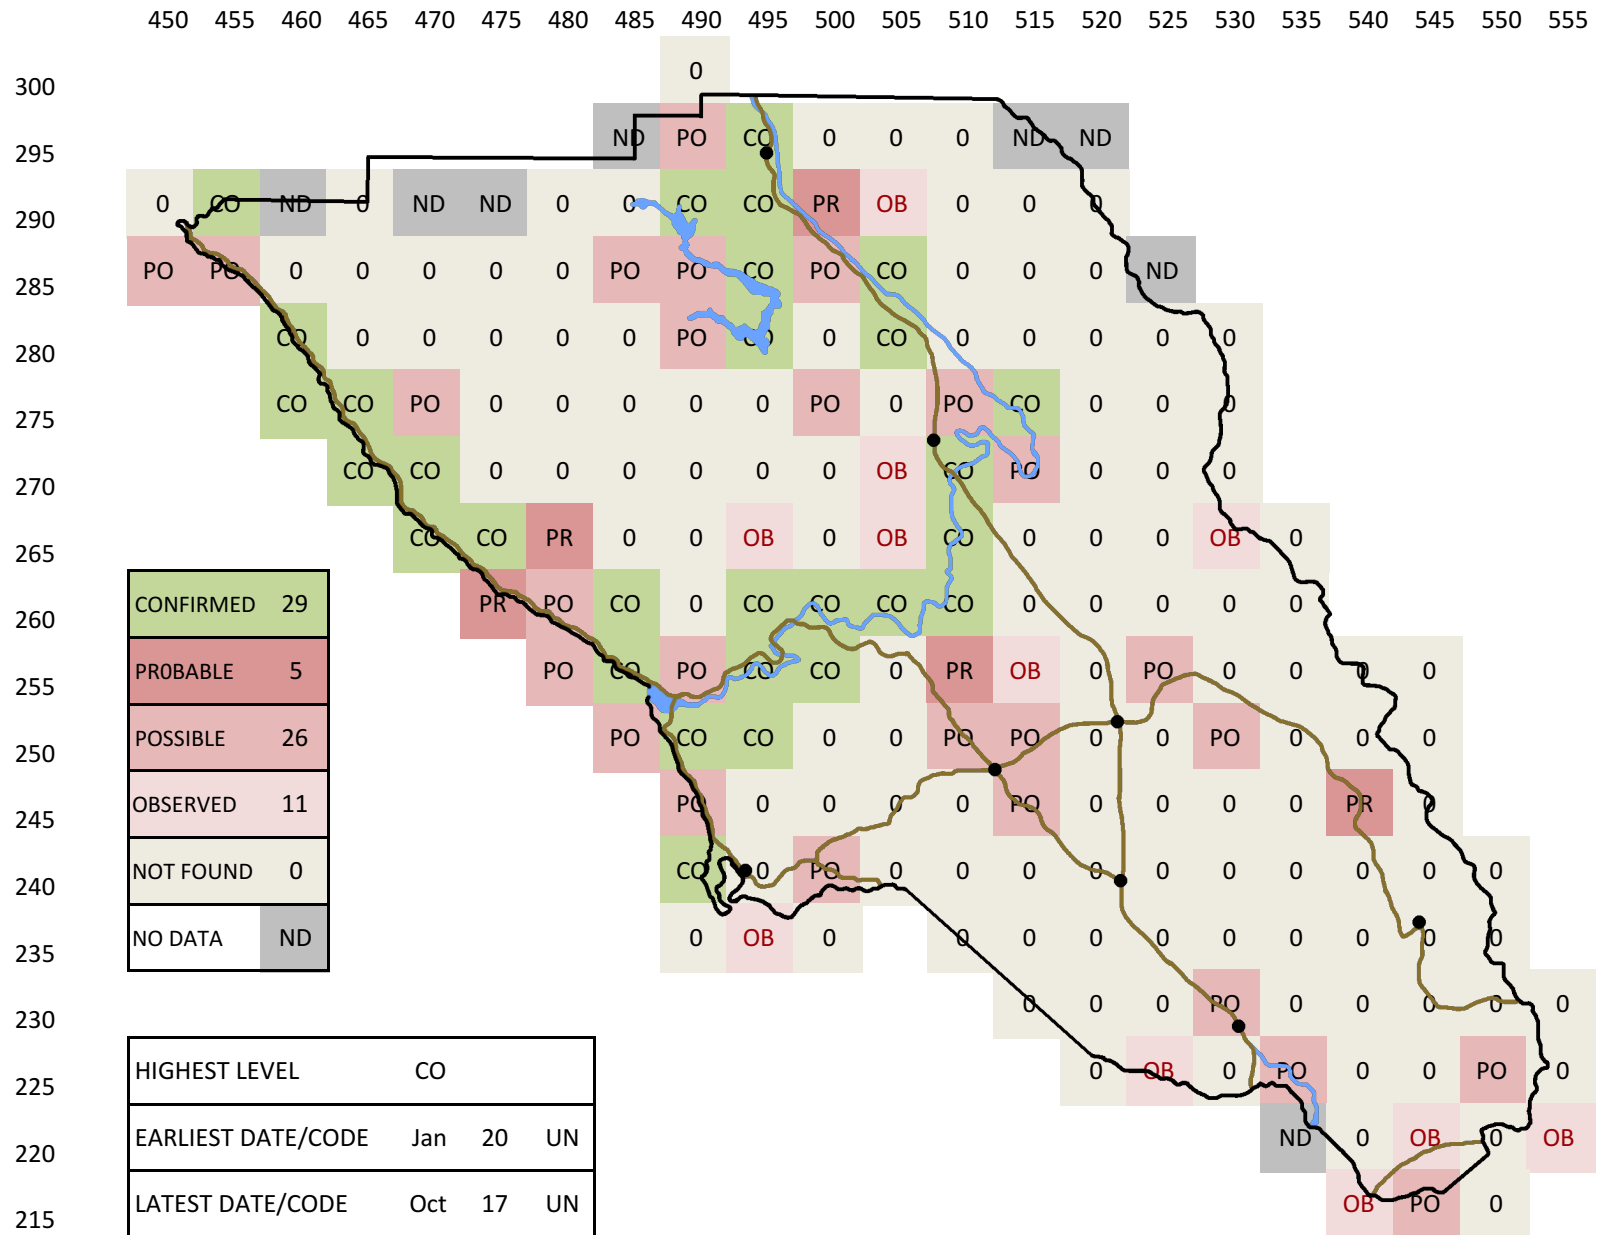 450 455 460 465 470 475 480 485 490 495 500 505 510 515 520 525 530 535 540 545 550 555
0
300
ND PO CO 0 0 0 ND ND
295
0 CO ND 0 ND ND 0 0 CO CO PR OB 0 0 0
290
PO PO 0 0 0 0 0 PO PO CO PO CO 0 0 0 ND
285
CO 0 0 0 0 0 PO CO 0 CO 0 0 0 0 0
280
CO CO PO 0 0 0 0 0 PO 0 PO CO 0 0 0
275
CO CO 0 0 0 0 0 0 OB CO PO 0 0 0
270
CO CO PR 0 0 OB 0 OB CO 0 0 0 OB 0
265
PR PO CO 0 CO CO CO CO 0 0 0 0 0
260
PO CO PO CO CO 0 PR OB 0 PO 0 0 0 0
255
PO CO CO 0 0 PO PO 0 0 PO 0 0 0
250
PO 0 0 0 0 PO 0 0 0 0 PR 0
245
CO 0 PO 0 0 0 0 0 0 0 0 0 0
240
0 OB 0 0 0 0 0 0 0 0 0 0
235
0 0 0 PO 0 0 0 0 0
230
0 OB 0 PO 0 0 PO 0
225
ND 0 OB 0 OB
220
OB PO 0
215
CONFIRMED 29
PR0BABLE 5
POSSIBLE 26
OBSERVED 11
NOT FOUND 0
NO DATA ND
HIGHEST LEVEL CO
EARLIEST DATE/CODE Jan 20 UN
LATEST DATE/CODE Oct 17 UN